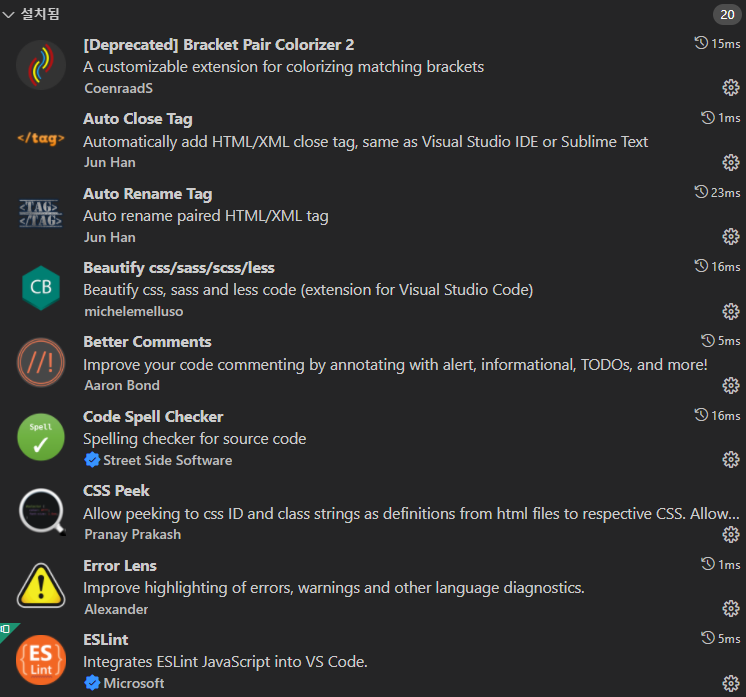 설치됨 20
[Deprecated] Bracket Pair Colorizer 2 15ms
A customizable extension for colorizing matching brackets
CoenraadS
</tag> Auto Close Tag 1ms
Automatically add HTML/XML close tag, same as Visual Studio IDE or Sublime Text
Jun Han
<TAG> Auto Rename Tag 23ms
</TAG> Auto rename paired HTML/XML tag
Jun Han
Beautify css/sass/scss/less 16ms
CB Beautify css, sass and less code (extension for Visual Studio Code)
michelemelluso
Better Comments 5ms
//! Improve your code commenting by annotating with alert, informational, TODOs, and more!
Aaron Bond
Code Spell Checker 16ms
Spell Spelling checker for source code
Street Side Software
CSS Peek
Allow peeking to css ID and class strings as definitions from html files to respective CSS. Allow...
Pranay Prakash
Error Lens 1ms
Improve highlighting of errors, warnings and other language diagnostics.
Alexander
ESLint 5ms
{ES Lint} Integrates ESLint JavaScript into VS Code.
Microsoft